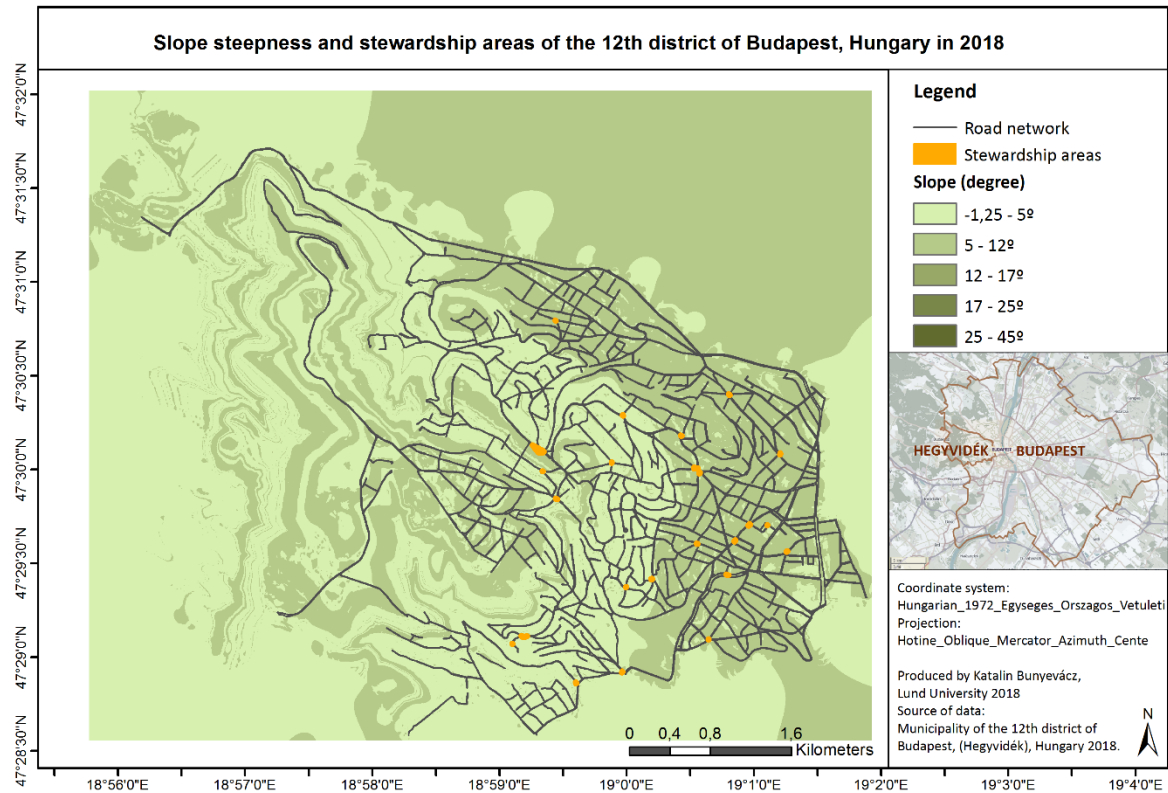 Slope steepness and stewardship areas of the 12th district of Budapest, Hungary in 2018
47°32'0"N
47°31'30"N
47°31'0"N
47°30'30"N
47°30'0"N
47°29'30"N
47°29'0"N
47°28'30"N
0 0,4 0,8 1,6
Kilometers
18°56'0"E 18°57'0"E 18°58'0"E 18°59'0"E 19°0'0"E 19°1'0"E 19°2'0"E 19°3'0"E 19°4'0"E
Legend
Road network
Stewardship areas
Slope (degree)
-1,25 - 5º
5 - 12º
12 - 17º
17 - 25º
25 - 45º
HEGYVIDÉK BUDAPEST
Coordinate system:
Hungarian_1972_Egyseges_Orszagos_Vetuleti
Projection:
Hotine_Oblique_Mercator_Azimuth_Cente
Produced by Katalin Bunyevácz,
Lund University 2018
Source of data:
Municipality of the 12th district of
Budapest, (Hegyvidék), Hungary 2018.
N